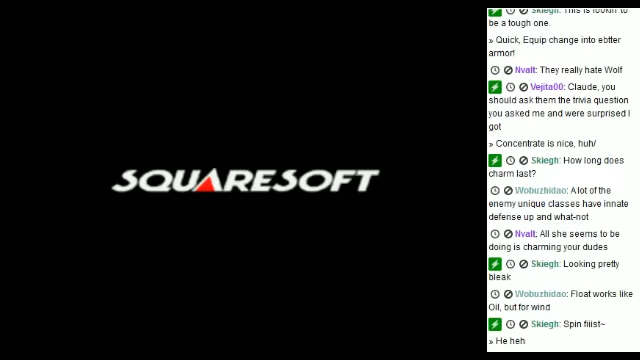 SQUARESOFT
Skiegh: This is lookin' to
be a tough one.
» Quick, Equip change into ebtter
armor!
Nvalt: They really hate Wolf
Vejita00: Claude, you
should ask them the trivia question
you asked me and were surprised I
got
» Concentrate is nice, huh/
Skiegh: How long does
charm last?
Wobuzhidao: A lot of the
enemy unique classes have innate
defense up and what-not
Nvalt: All she seems to be
doing is charming your dudes
Skiegh: Looking pretty
bleak
Wobuzhidao: Float works like
Oil, but for wind
Skiegh: Spin fiiist~
» He heh